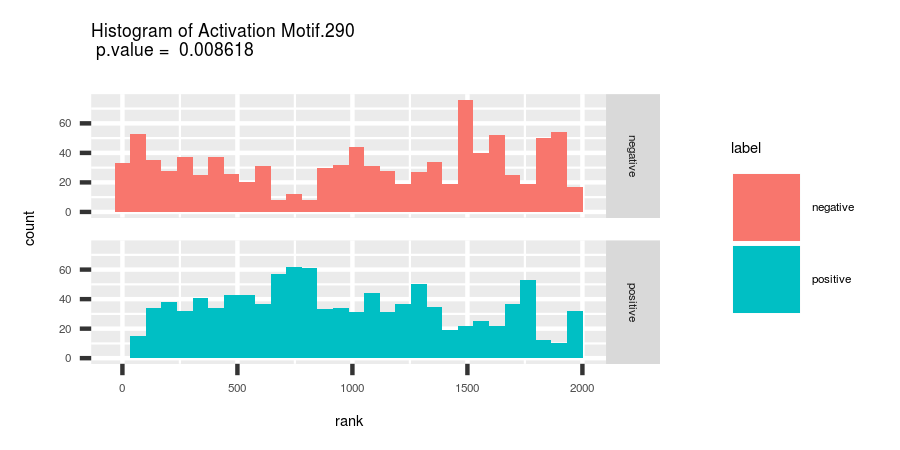 Histogram of Activation Motif.290
p.value = 0.008618
60
40
20
0
negative
60
40
20
0
positive
0 500 1000 1500 2000
rank
count
label
negative
positive